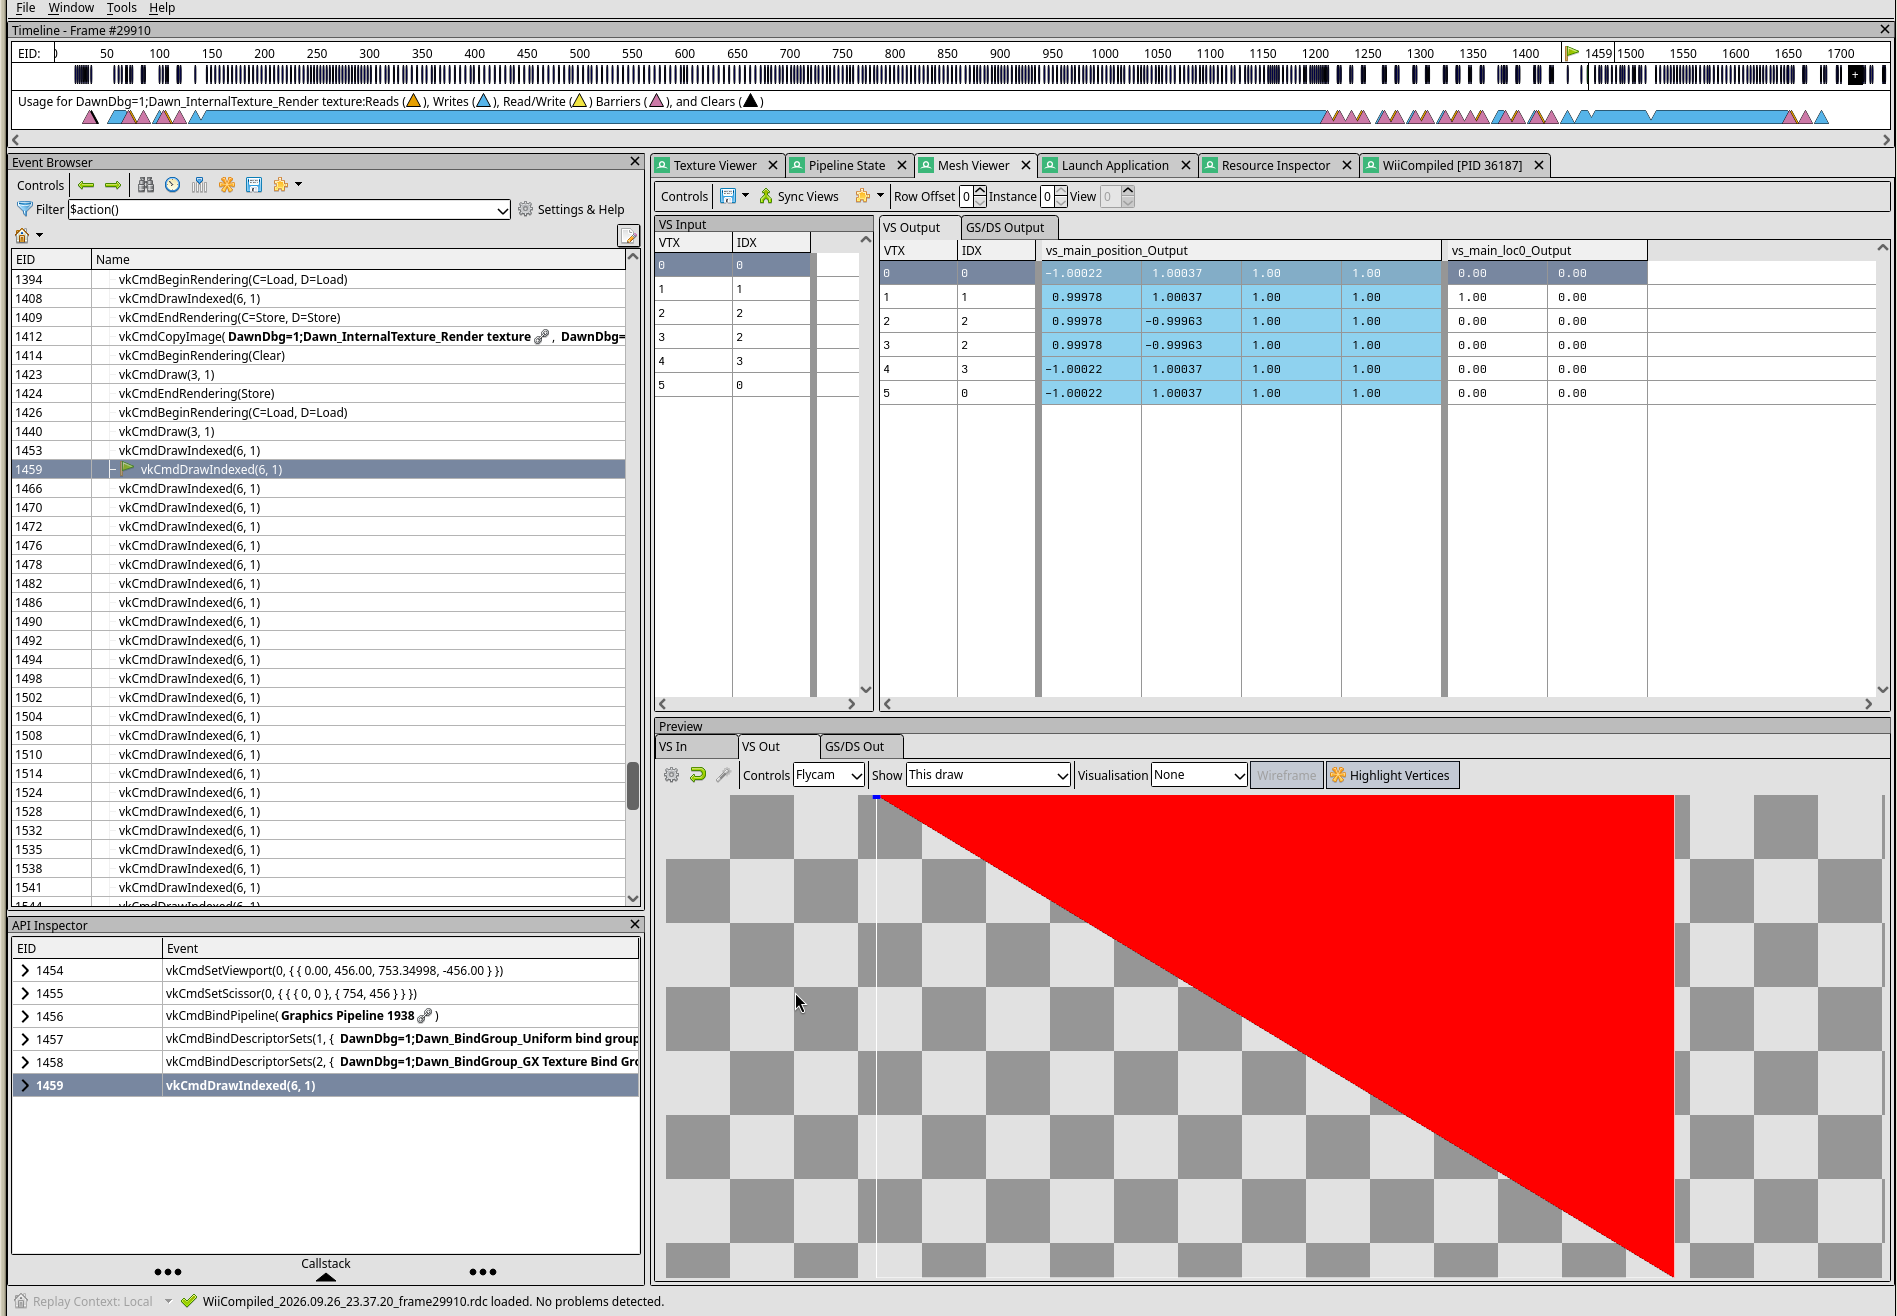 File Window Tools Help
Timeline - Frame #29910
EID: 50 100 150 200 250 300 350 400 450 500 550 600 650 700 750 800 850 900 950 1000 1050 1100 1150 1200 1250 1300 1350 1400 1459 1500 1550 1600 1650 1700
Usage for DawnDbg=1;Dawn_InternalTexture_Render texture:Reads ( ), Writes ( ), Read/Write ( ) Barriers ( ), and Clears ( )
Event Browser
Controls
Filter $action() Settings & Help
EID Name
1394 vkCmdBeginRendering(C=Load, D=Load)
1408 vkCmdDrawIndexed(6, 1)
1409 vkCmdEndRendering(C=Store, D=Store)
1412 vkCmdCopyImage( DawnDbg=1;Dawn_InternalTexture_Render texture , DawnDbg=
1414 vkCmdBeginRendering(Clear)
1423 vkCmdDraw(3, 1)
1424 vkCmdEndRendering(Store)
1426 vkCmdBeginRendering(C=Load, D=Load)
1440 vkCmdDraw(3, 1)
1453 vkCmdDrawIndexed(6, 1)
1459 vkCmdDrawIndexed(6, 1)
1466 vkCmdDrawIndexed(6, 1)
1470 vkCmdDrawIndexed(6, 1)
1472 vkCmdDrawIndexed(6, 1)
1476 vkCmdDrawIndexed(6, 1)
1478 vkCmdDrawIndexed(6, 1)
1482 vkCmdDrawIndexed(6, 1)
1486 vkCmdDrawIndexed(6, 1)
1490 vkCmdDrawIndexed(6, 1)
1492 vkCmdDrawIndexed(6, 1)
1494 vkCmdDrawIndexed(6, 1)
1498 vkCmdDrawIndexed(6, 1)
1502 vkCmdDrawIndexed(6, 1)
1504 vkCmdDrawIndexed(6, 1)
1508 vkCmdDrawIndexed(6, 1)
1510 vkCmdDrawIndexed(6, 1)
1514 vkCmdDrawIndexed(6, 1)
1524 vkCmdDrawIndexed(6, 1)
1528 vkCmdDrawIndexed(6, 1)
1532 vkCmdDrawIndexed(6, 1)
1535 vkCmdDrawIndexed(6, 1)
1538 vkCmdDrawIndexed(6, 1)
1541 vkCmdDrawIndexed(6, 1)
1544 vkCmdDrawIndexed(6, 1)
API Inspector
EID Event
1454 vkCmdSetViewport(0, { { 0.00, 456.00, 753.34998, -456.00 } })
1455 vkCmdSetScissor(0, { { { 0, 0 }, { 754, 456 } } })
1456 vkCmdBindPipeline( Graphics Pipeline 1938 )
1457 vkCmdBindDescriptorSets(1, { DawnDbg=1;Dawn_BindGroup_Uniform bind group
1458 vkCmdBindDescriptorSets(2, { DawnDbg=1;Dawn_BindGroup_GX Texture Bind Gro
1459 vkCmdDrawIndexed(6, 1)
Callstack
Texture Viewer Pipeline State Mesh Viewer Launch Application Resource Inspector WiiCompiled [PID 36187]
Controls Sync Views Row Offset 0 Instance 0 View 0
VS Input
VTX IDX
0 0
1 1
2 2
3 2
4 3
5 0
VS Output GS/DS Output
VTX IDX vs_main_position_Output vs_main_loc0_Output
0 0 -1.00022 1.00037 1.00 1.00 0.00 0.00
1 1 0.99978 1.00037 1.00 1.00 1.00 0.00
2 2 0.99978 -0.99963 1.00 1.00 0.00 0.00
3 2 0.99978 -0.99963 1.00 1.00 0.00 0.00
4 3 -1.00022 1.00037 1.00 1.00 0.00 0.00
5 0 -1.00022 1.00037 1.00 1.00 0.00 0.00
Preview
VS In VS Out GS/DS Out
Controls Flycam Show This draw Visualisation None Wireframe Highlight Vertices
Replay Context: Local WiiCompiled_2026.09.26_23.37.20_frame29910.rdc loaded. No problems detected.